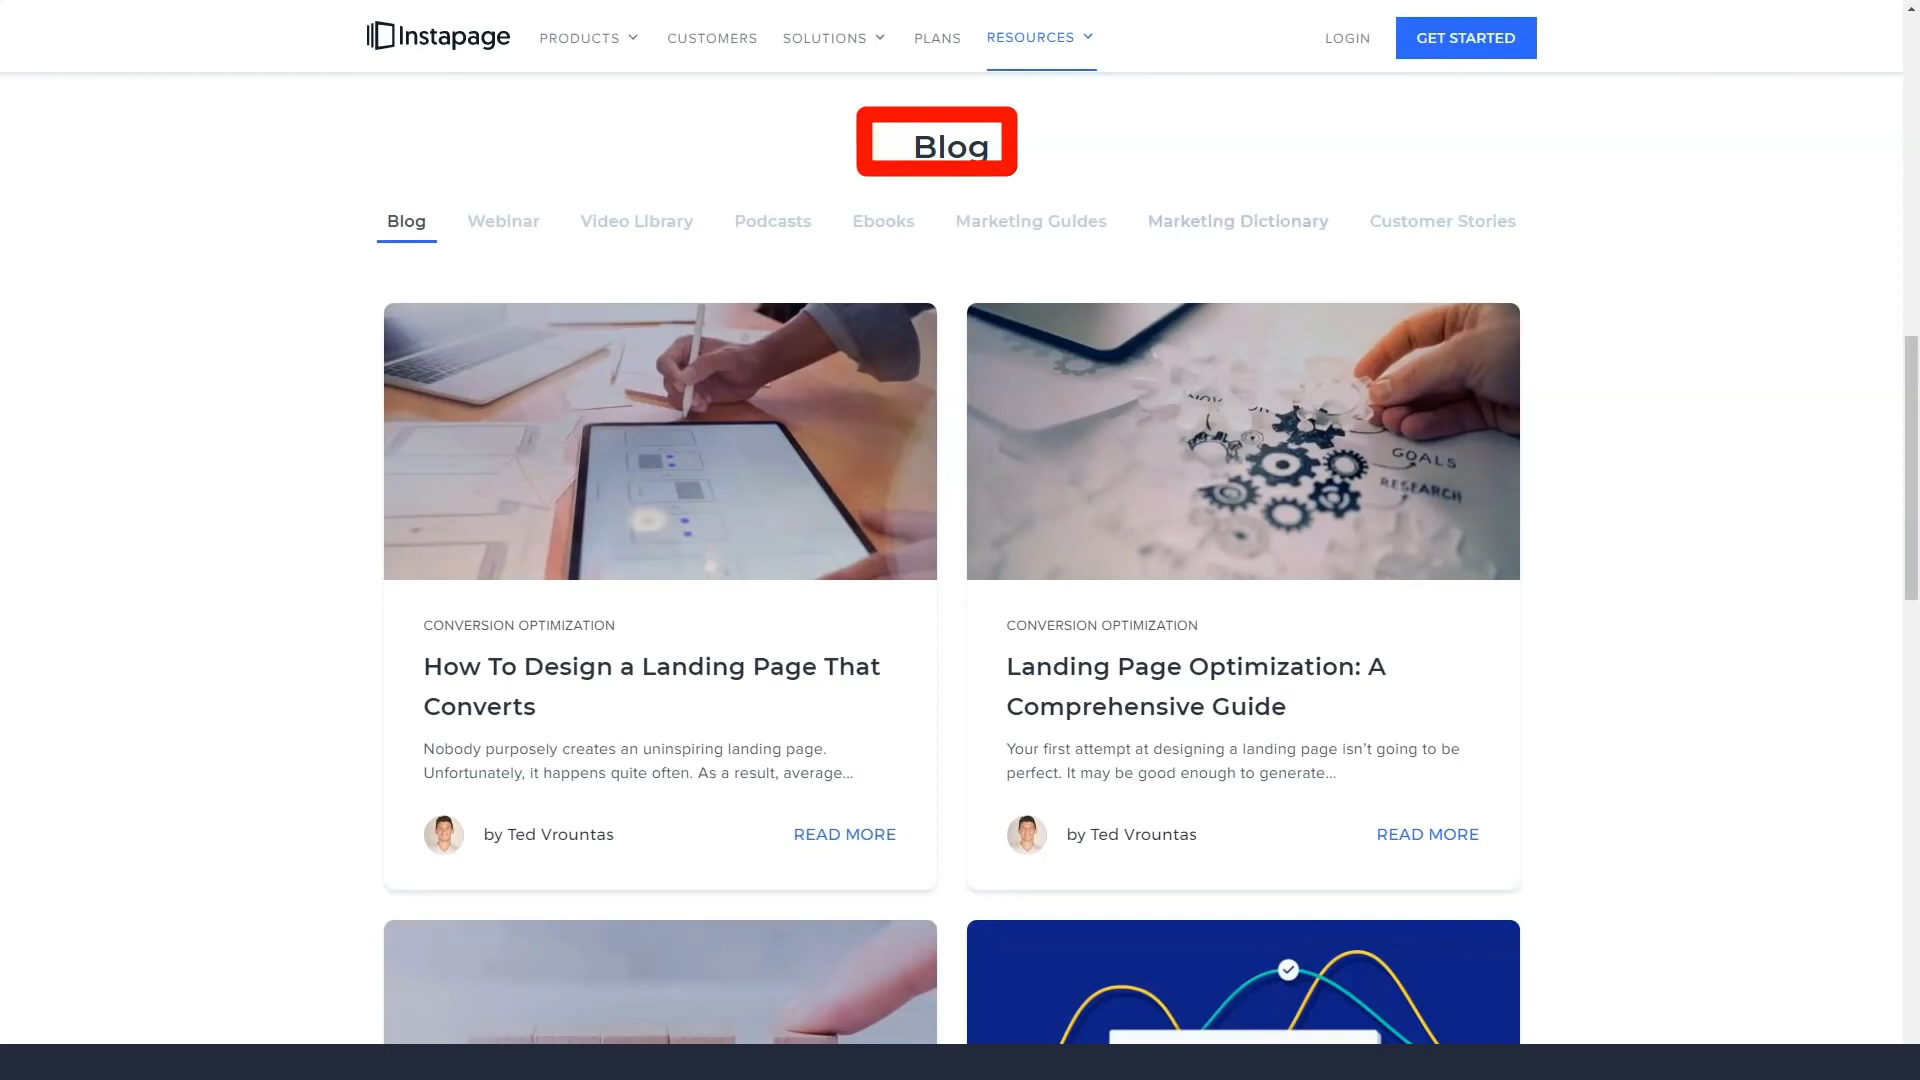 Instapage PRODUCTS CUSTOMERS SOLUTIONS PLANS RESOURCES LOGIN GET STARTED
Blog
Blog Webinar Video Library Podcasts Ebooks Marketing Guides Marketing Dictionary Customer Stories
GOALS
RESEARCH
CONVERSION OPTIMIZATION
How To Design a Landing Page That
Converts
Nobody purposely creates an uninspiring landing page.
Unfortunately, it happens quite often. As a result, average...
by Ted Vrountas READ MORE
CONVERSION OPTIMIZATION
Landing Page Optimization: A
Comprehensive Guide
Your first attempt at designing a landing page isn’t going to be
perfect. It may be good enough to generate...
by Ted Vrountas READ MORE